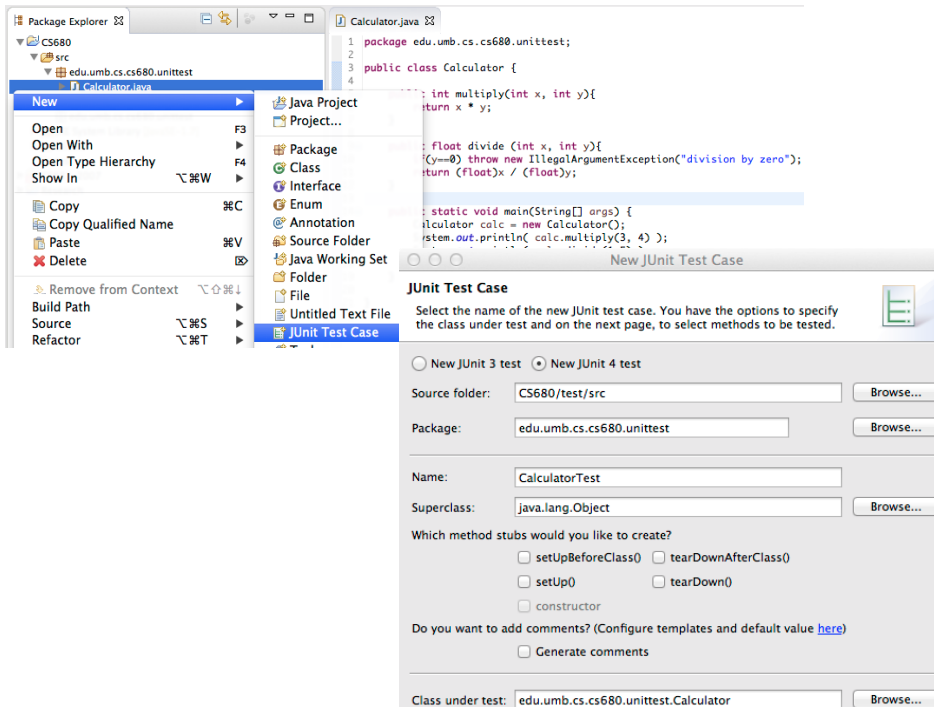 Package Explorer
CS680
src
edu.umb.cs.cs680.unittest
Calculator.java
New
Open F3
Open With
Open Type Hierarchy F4
Show In ⌥⌘W
Copy ⌘C
Copy Qualified Name
Paste ⌘V
Delete ⌦
Remove from Context ⌥⇧⌘↓
Build Path
Source ⌥⌘S
Refactor ⌥⌘T
Java Project
Project...
Package
Class
Interface
Enum
Annotation
Source Folder
Java Working Set
Folder
File
Untitled Text File
JUnit Test Case
Calculator.java
1 package edu.umb.cs.cs680.unittest;
2
3 public class Calculator {
4
int multiply(int x, int y){
turn x * y;
float divide (int x, int y){
f(y==0) throw new IllegalArgumentException("division by zero");
turn (float)x / (float)y;
static void main(String[] args) {
alculator calc = new Calculator();
ystem.out.println( calc.multiply(3, 4) );
New JUnit Test Case
JUnit Test Case
Select the name of the new JUnit test case. You have the options to specify
the class under test and on the next page, to select methods to be tested.
New JUnit 3 test New JUnit 4 test
Source folder: CS680/test/src Browse...
Package: edu.umb.cs.cs680.unittest Browse...
Name: CalculatorTest
Superclass: java.lang.Object Browse...
Which method stubs would you like to create?
setUpBeforeClass() tearDownAfterClass()
setUp() tearDown()
constructor
Do you want to add comments? (Configure templates and default value here)
Generate comments
Class under test: edu.umb.cs.cs680.unittest.Calculator Browse...